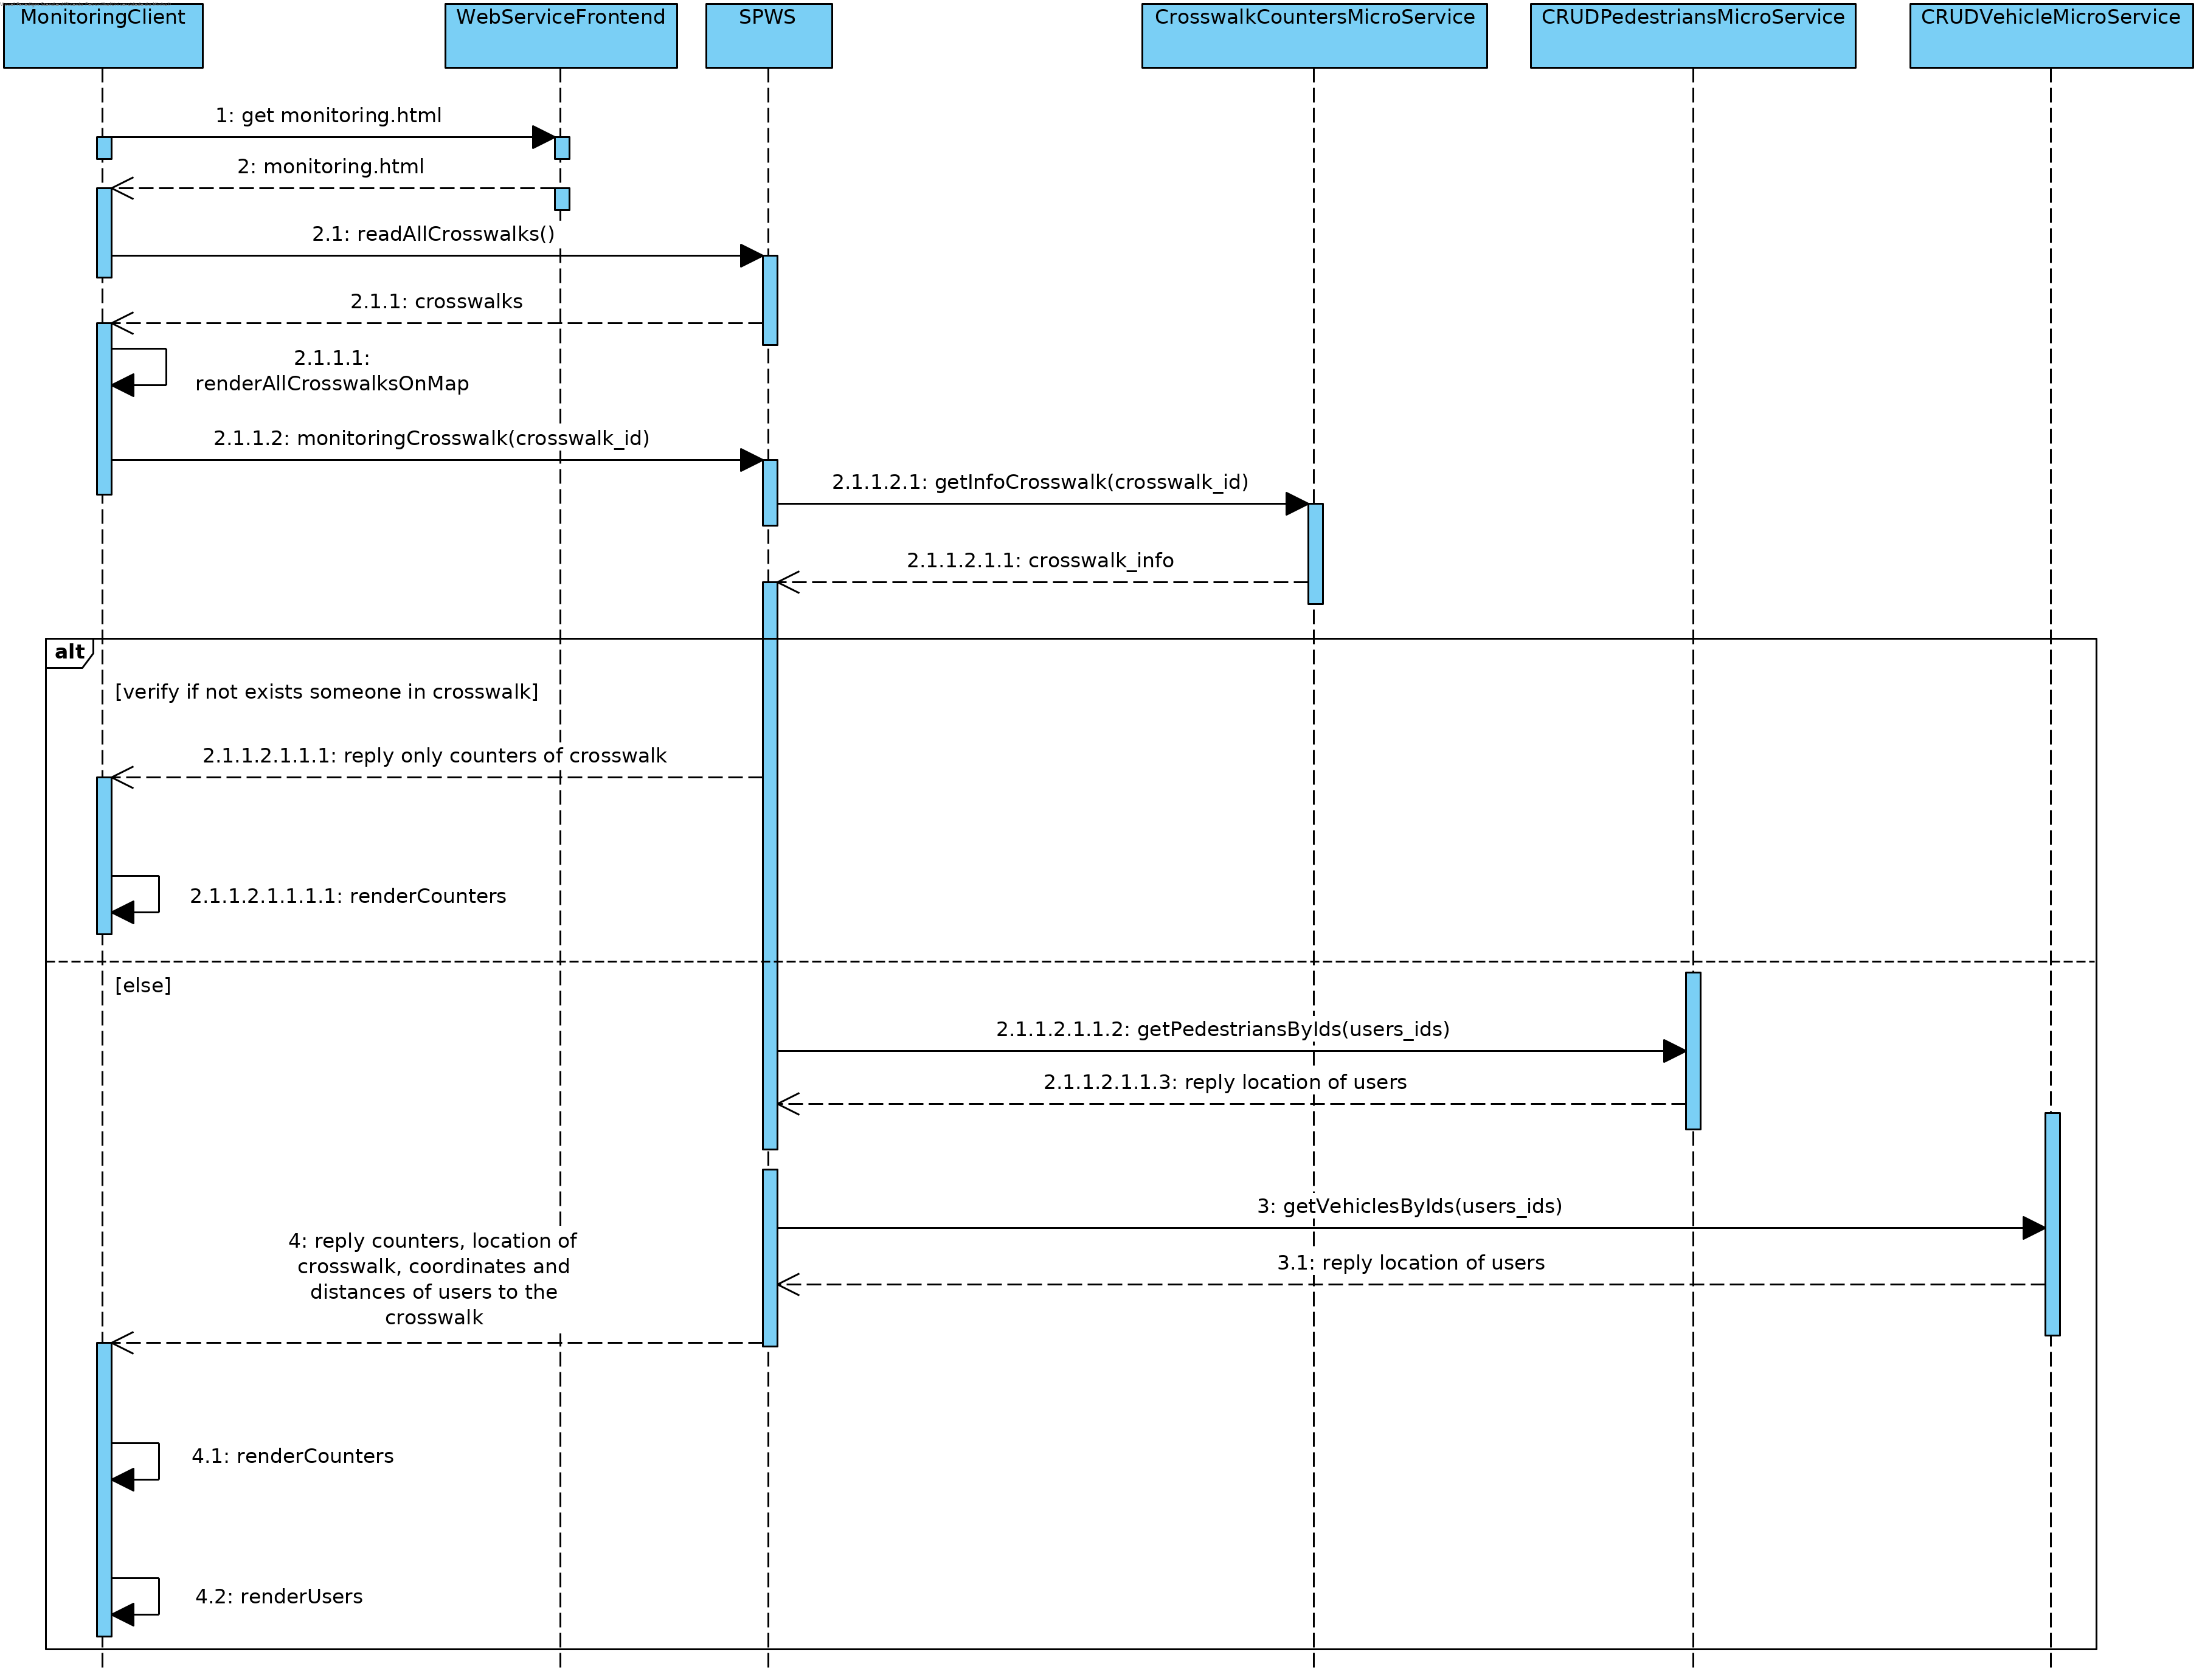 MonitoringClient
WebServiceFrontend
SPWS
CrosswalkCountersMicroService
CRUDPedestriansMicroService
CRUDVehicleMicroService
1: get monitoring.html
2: monitoring.html
2.1: readAllCrosswalks()
2.1.1: crosswalks
2.1.1.1:
renderAllCrosswalksOnMap
2.1.1.2: monitoringCrosswalk(crosswalk_id)
2.1.1.2.1: getInfoCrosswalk(crosswalk_id)
2.1.1.2.1.1: crosswalk_info
alt
[verify if not exists someone in crosswalk]
2.1.1.2.1.1.1: reply only counters of crosswalk
2.1.1.2.1.1.1.1: renderCounters
[else]
2.1.1.2.1.1.2: getPedestriansByIds(users_ids)
2.1.1.2.1.1.3: reply location of users
3: getVehiclesByIds(users_ids)
3.1: reply location of users
4: reply counters, location of
crosswalk, coordinates and
distances of users to the
crosswalk
4.1: renderCounters
4.2: renderUsers